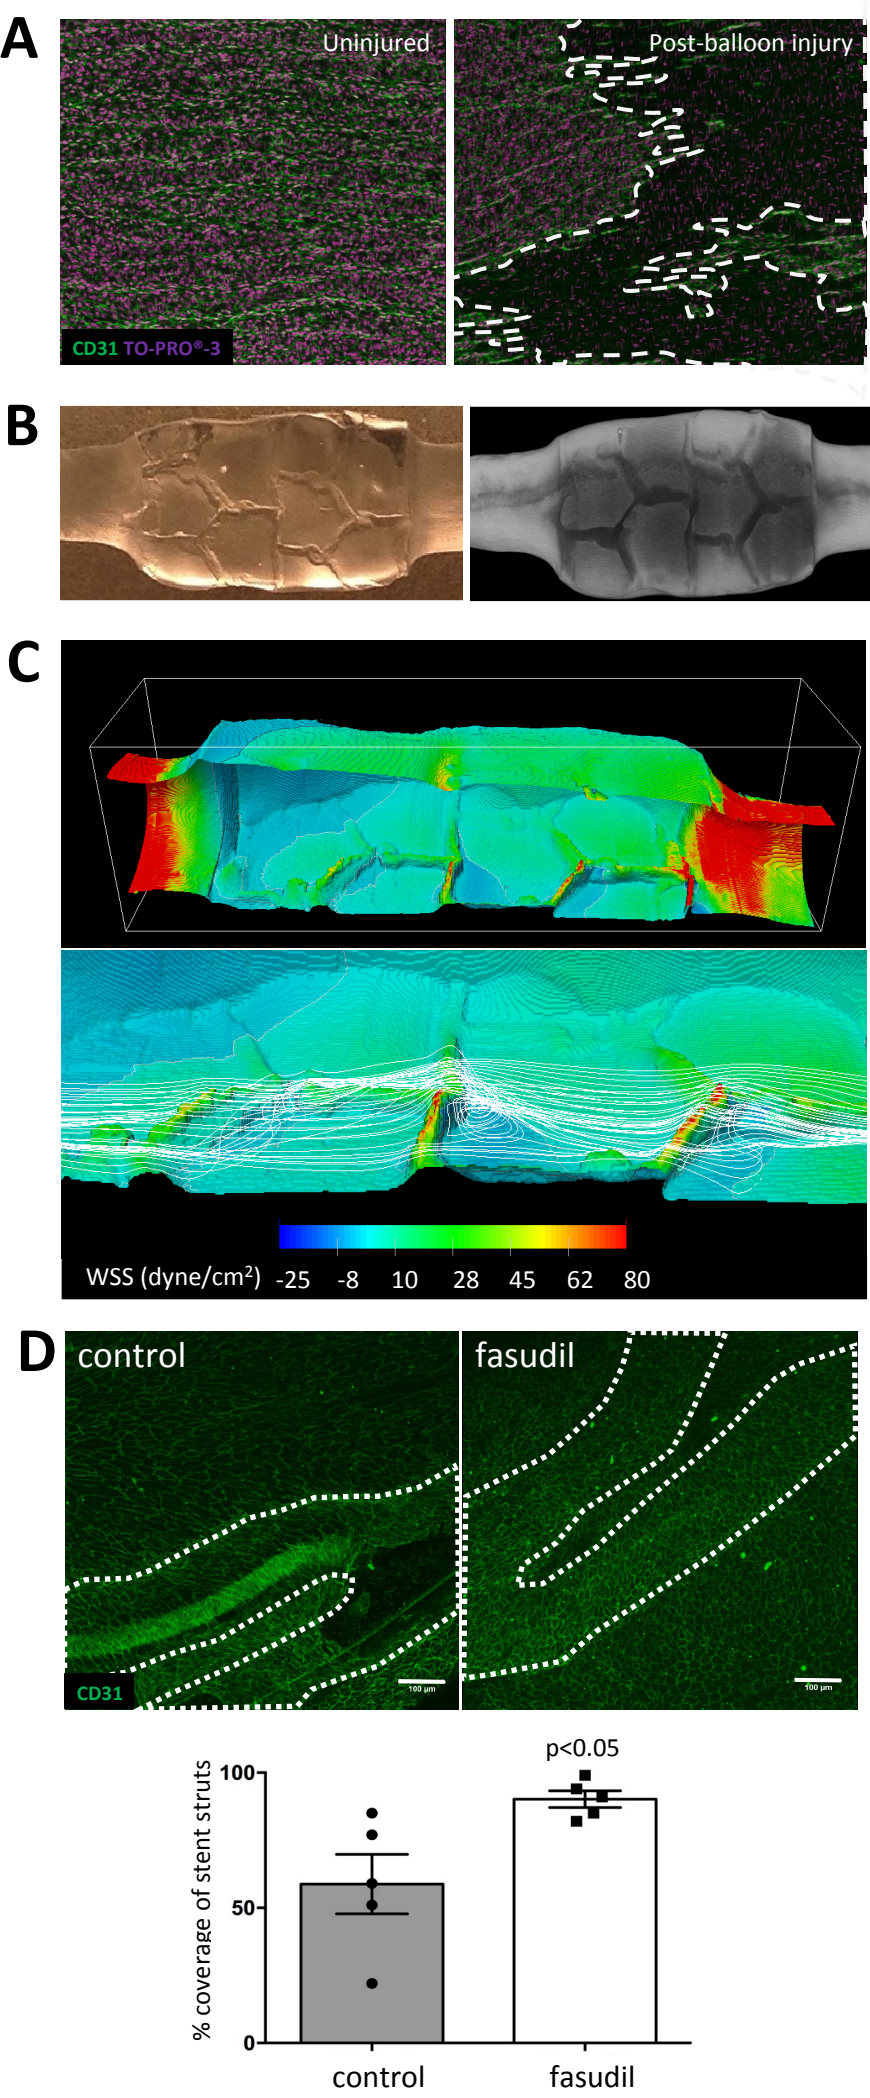 A
Uninjured
Post-balloon injury
CD31 TO-PRO®-3
B
C
WSS (dyne/cm²) -25 -8 10 28 45 62 80
D
control
fasudil
CD31
100 µm
100 µm
p<0.05
% coverage of stent struts
100
50
0
control
fasudil